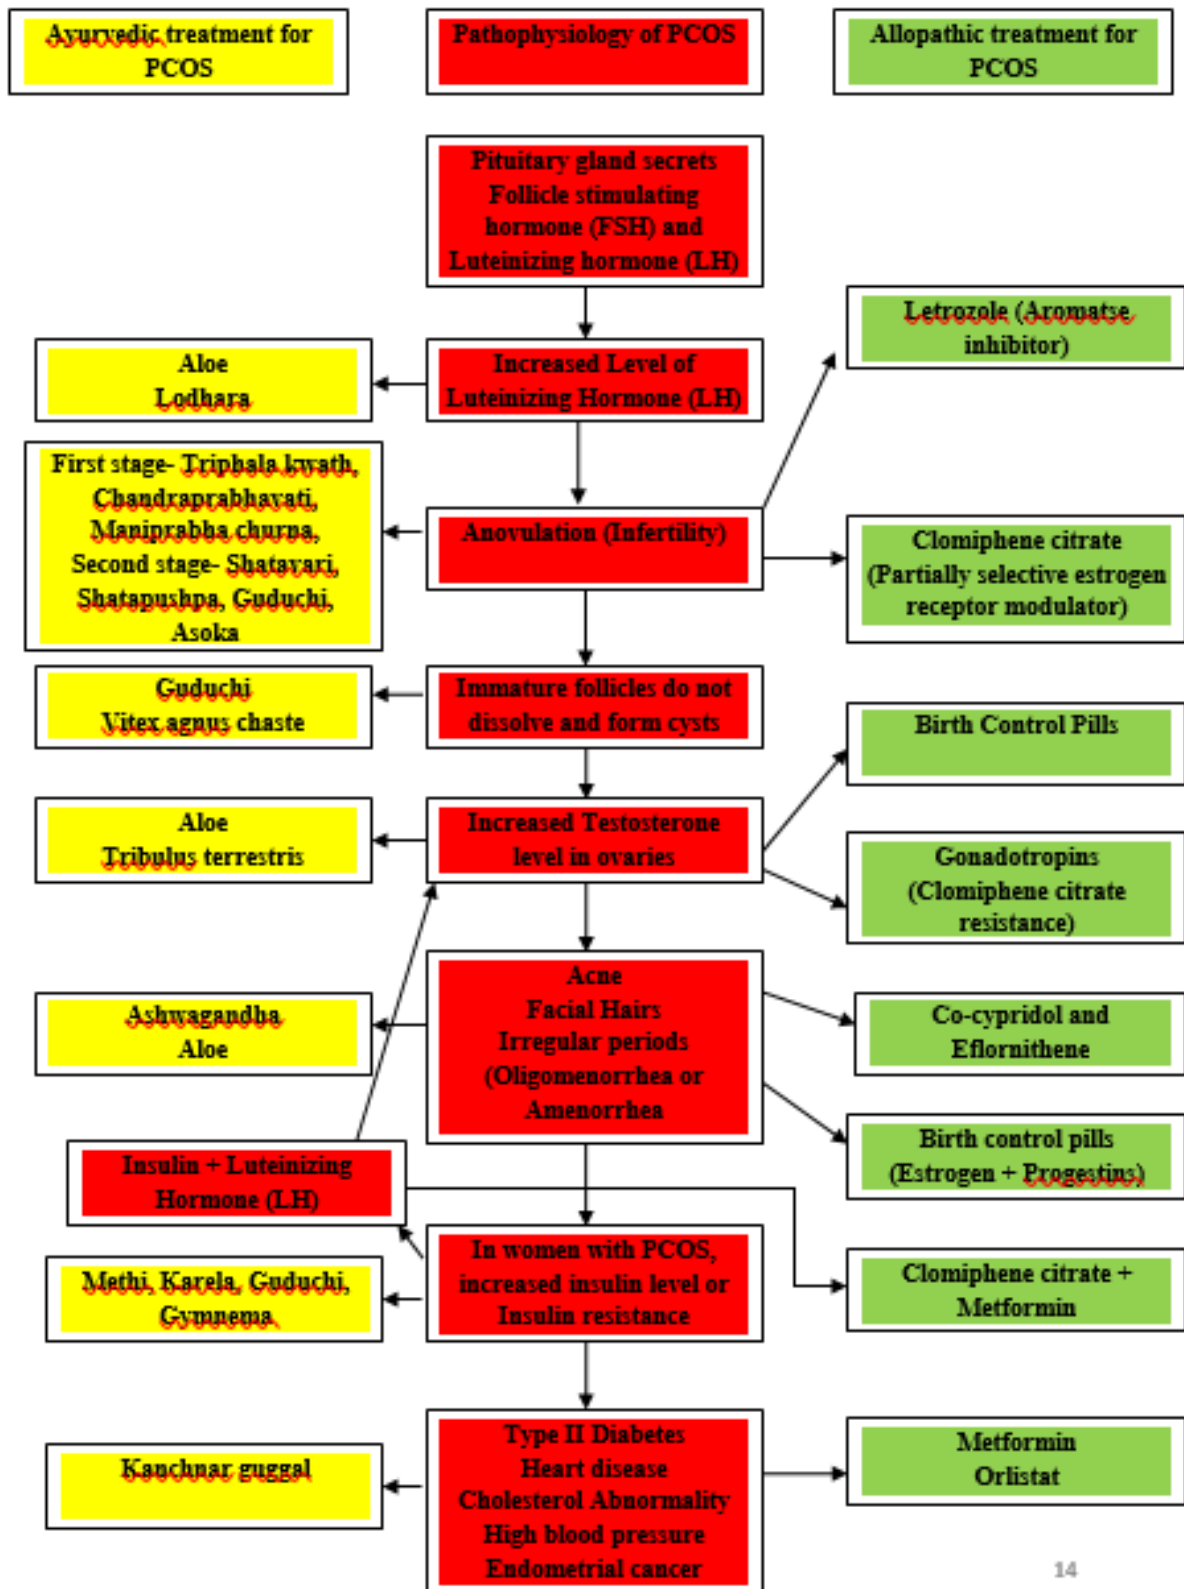 Ayurvedic treatment for
PCOS
Pathophysiology of PCOS
Allopathic treatment for
PCOS
Pituitary gland secrets
Follicle stimulating
hormone (FSH) and
Luteinizing hormone (LH)
Letrozole (Aromatse
inhibitor)
Aloe
Lodhara
Increased Level of
Luteinizing Hormone (LH)
First stage- Triphala kwath,
Chandraprabhavati,
Maniprabha churna,
Second stage- Shatavari,
Shatapushpa, Guduchi,
Asoka
Anovulation (Infertility)
Clomiphene citrate
(Partially selective estrogen
receptor modulator)
Guduchi
Vitex agnus chaste
Immature follicles do not
dissolve and form cysts
Birth Control Pills
Aloe
Tribulus terrestris
Increased Testosterone
level in ovaries
Gonadotropins
(Clomiphene citrate
resistance)
Ashwagandha
Aloe
Acne
Facial Hairs
Irregular periods
(Oligomenorrhea or
Amenorrhea
Co-cypridol and
Eflornithene
Birth control pills
(Estrogen + Progestins)
Insulin + Luteinizing
Hormone (LH)
Methi, Karela, Guduchi,
Gymnema
In women with PCOS,
increased insulin level or
Insulin resistance
Clomiphene citrate +
Metformin
Kanchnar guggal
Type II Diabetes
Heart disease
Cholesterol Abnormality
High blood pressure
Endometrial cancer
Metformin
Orlistat
14